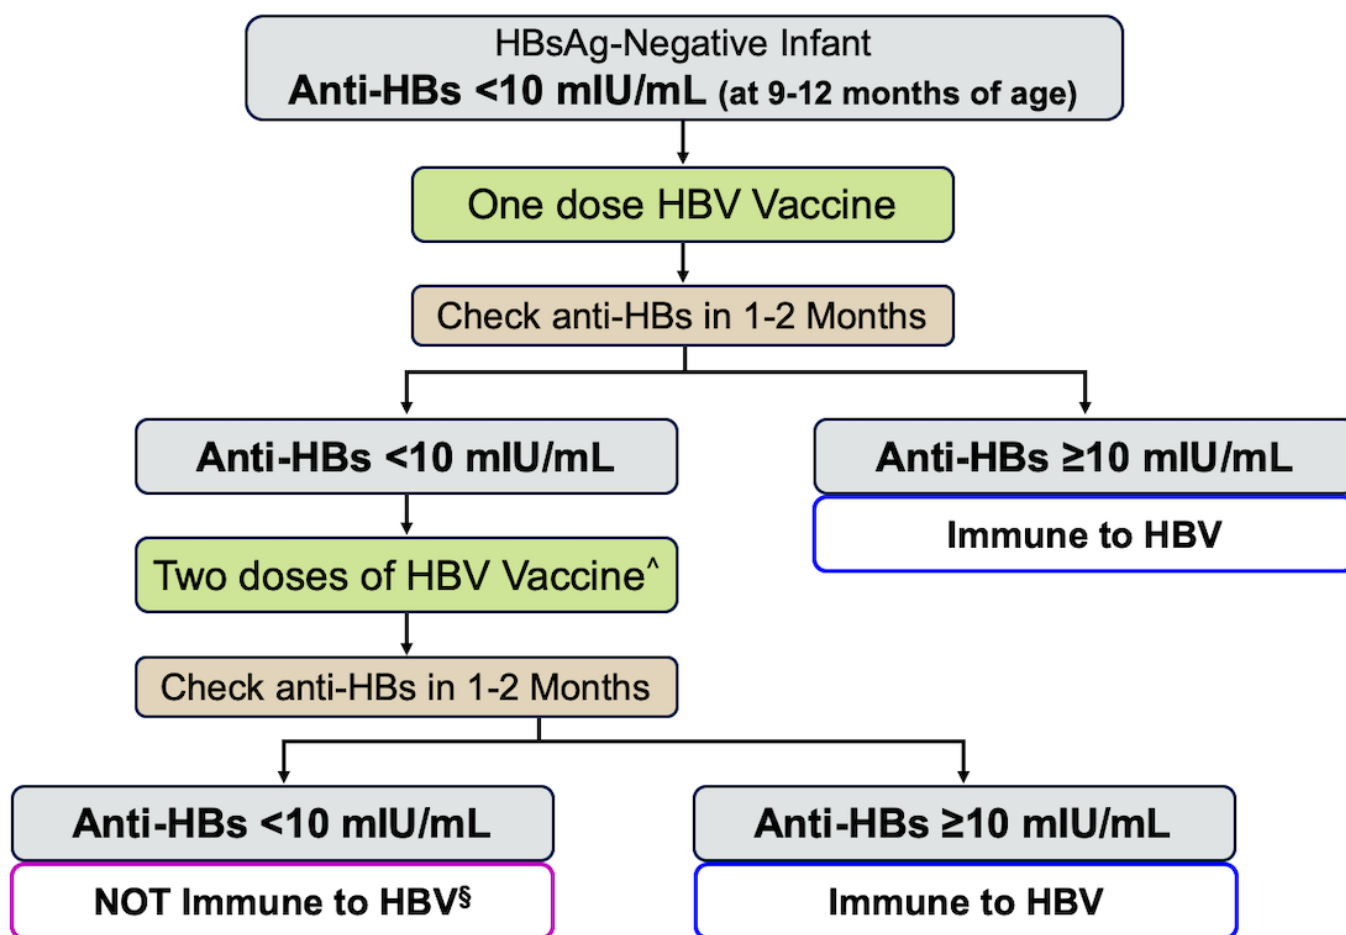 HBsAg-Negative Infant
Anti-HBs <10 mIU/mL (at 9-12 months of age)
One dose HBV Vaccine
Check anti-HBs in 1-2 Months
Anti-HBs <10 mIU/mL
Anti-HBs ≥10 mIU/mL
Immune to HBV
Two doses of HBV Vaccine^
Check anti-HBs in 1-2 Months
Anti-HBs <10 mIU/mL
Anti-HBs ≥10 mIU/mL
NOT Immune to HBV§
Immune to HBV